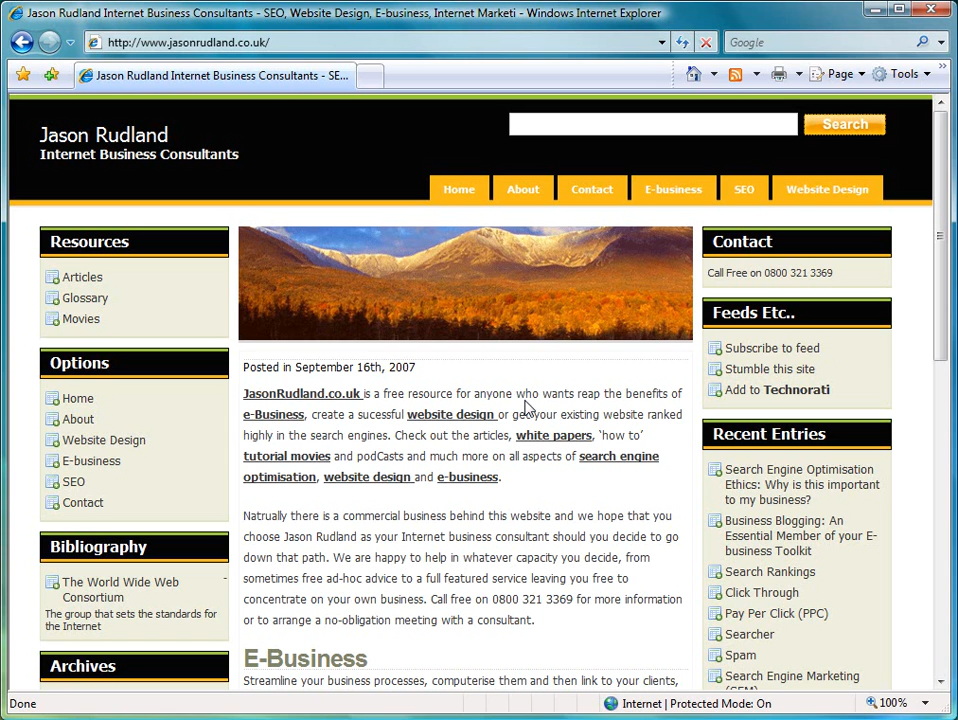 Jason Rudland Internet Business Consultants - SEO, Website Design, E-business, Internet Marketi - Windows Internet Explorer
http://www.jasonrudland.co.uk/
Google
Jason Rudland Internet Business Consultants - SE...
Page
Tools
Jason Rudland
Internet Business Consultants
Search
Home
About
Contact
E-business
SEO
Website Design
Resources
Articles
Glossary
Movies
Options
Home
About
Website Design
E-business
SEO
Contact
Bibliography
The World Wide Web -
Consortium
The group that sets the standards for
the Internet
Archives
Posted in September 16th, 2007
JasonRudland.co.uk is a free resource for anyone who wants reap the benefits of
e-Business, create a sucessful website design or get your existing website ranked
highly in the search engines. Check out the articles, white papers, ‘how to’
tutorial movies and podCasts and much more on all aspects of search engine
optimisation, website design and e-business.
Natrually there is a commercial business behind this website and we hope that you
choose Jason Rudland as your Internet business consultant should you decide to go
down that path. We are happy to help in whatever capacity you decide, from
sometimes free ad-hoc advice to a full featured service leaving you free to
concentrate on your own business. Call free on 0800 321 3369 for more information
or to arrange a no-obligation meeting with a consultant.
E-Business
Streamline your business processes, computerise them and then link to your clients,
Contact
Call Free on 0800 321 3369
Feeds Etc..
Subscribe to feed
Stumble this site
Add to Technorati
Recent Entries
Search Engine Optimisation
Ethics: Why is this important
to my business?
Business Blogging: An
Essential Member of your E-
business Toolkit
Search Rankings
Click Through
Pay Per Click (PPC)
Searcher
Spam
Search Engine Marketing
(SEM)
Done
Internet | Protected Mode: On
100%